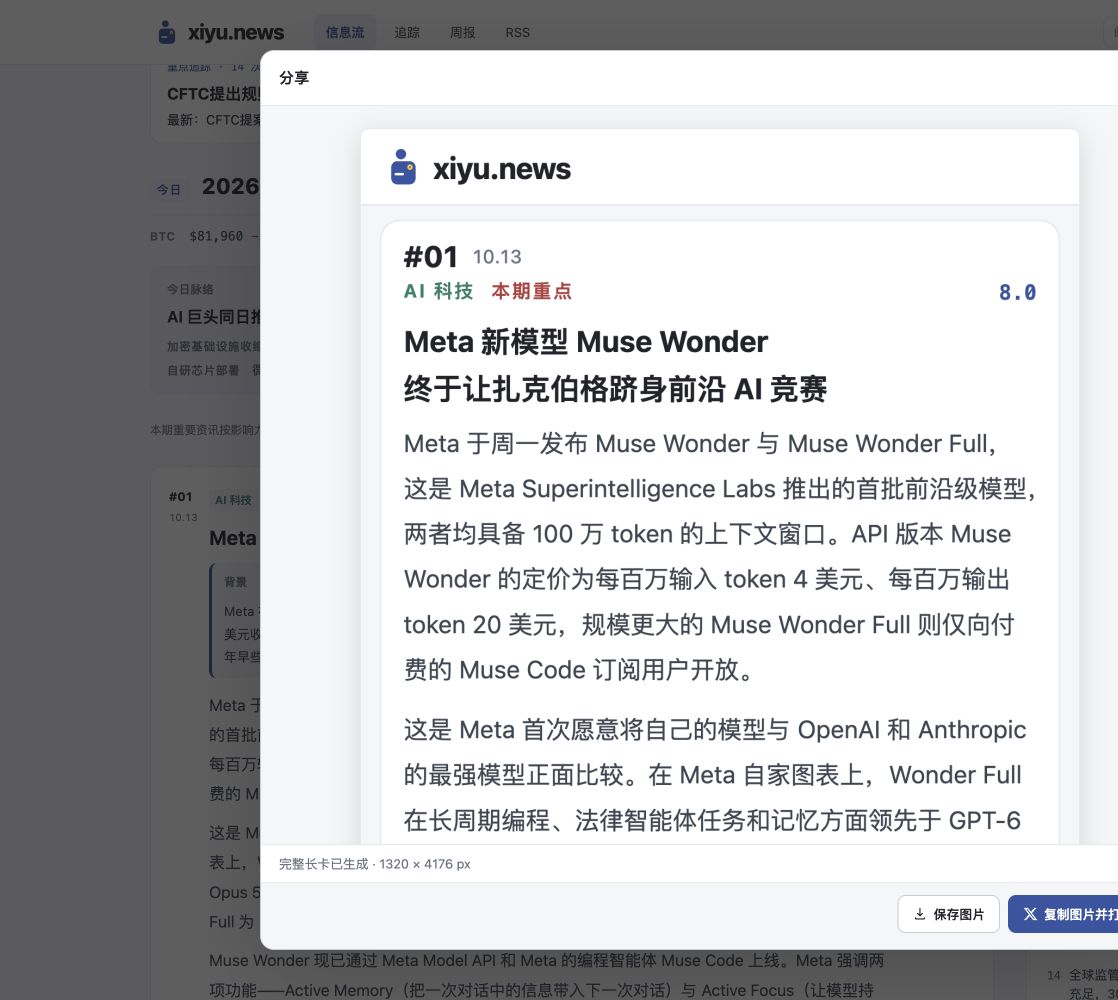 xiyu.news
信息流
追踪
周报
RSS
重点追踪 · 14
CFTC提出规
最新：CFTC提案
今日
2026
BTC $81,960
今日脉络
AI 巨头同日推
加密基础设施收缩
自研芯片部署
本期重要资讯按影响力
#01
AI 科技
10.13
Meta
背景
Meta
美元收
年早些
Meta 于
的首批前
每百万
费的 M
这是 M
表上，
Opus 5
Full 为
Muse Wonder 现已通过 Meta Model API 和 Meta 的编程智能体 Muse Code 上线。Meta 强调两
项功能——Active Memory（把一次对话中的信息带入下一次对话）与 Active Focus（让模型持
14 全球监管
充足，
分享
xiyu.news
#01 10.13
AI 科技 本期重点 8.0
Meta 新模型 Muse Wonder
终于让扎克伯格跻身前沿 AI 竞赛
Meta 于周一发布 Muse Wonder 与 Muse Wonder Full，
这是 Meta Superintelligence Labs 推出的首批前沿级模型，
两者均具备 100 万 token 的上下文窗口。API 版本 Muse
Wonder 的定价为每百万输入 token 4 美元、每百万输出
token 20 美元，规模更大的 Muse Wonder Full 则仅向付
费的 Muse Code 订阅用户开放。
这是 Meta 首次愿意将自己的模型与 OpenAI 和 Anthropic
的最强模型正面比较。在 Meta 自家图表上，Wonder Full
在长周期编程、法律智能体任务和记忆方面领先于 GPT-6
完整长卡已生成 · 1320 × 4176 px
保存图片
复制图片并打